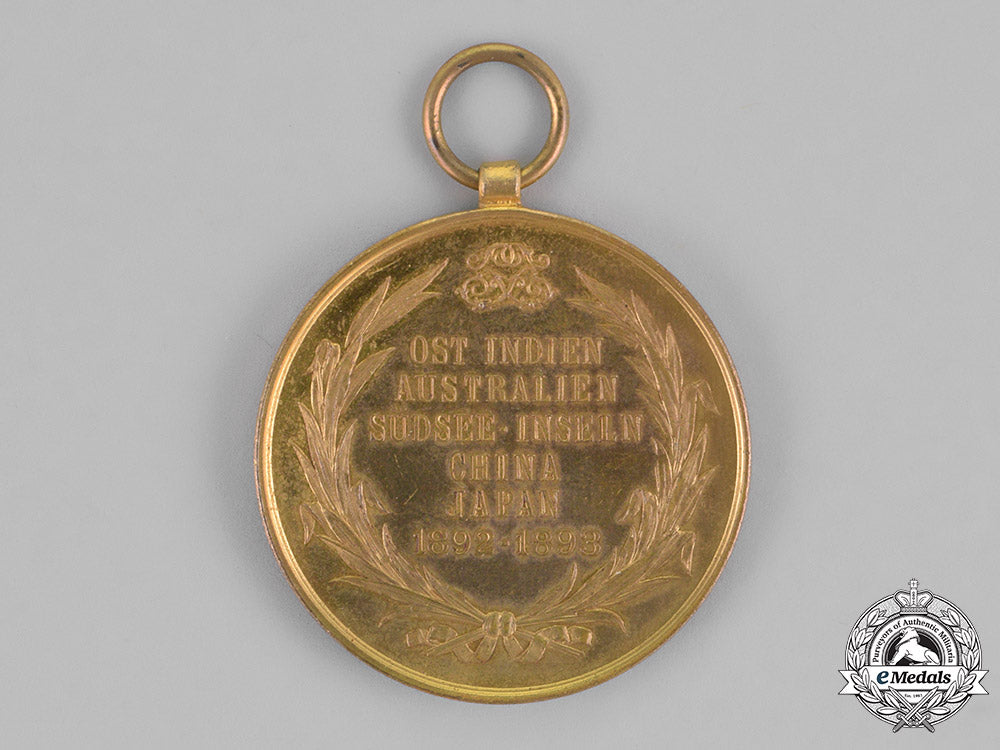 OST INDIEN
AUSTRALIEN
SÜDSEE-INSELN
CHINA
JAPAN
1892-1893
Purveyors of Authentic Militaria
eMedals